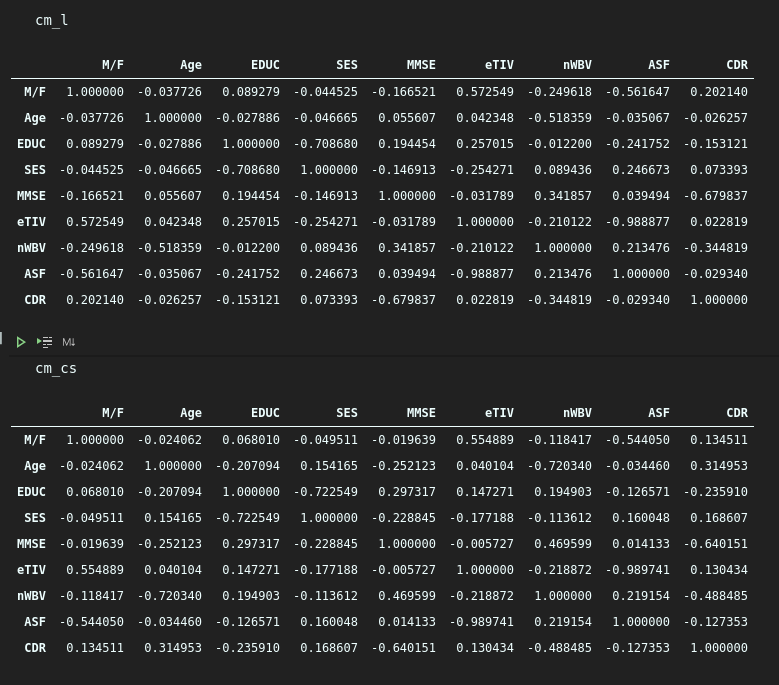 cm_l
M/F Age EDUC SES MMSE eTIV nWBV ASF CDR
M/F 1.000000 -0.037726 0.089279 -0.044525 -0.166521 0.572549 -0.249618 -0.561647 0.202140
Age -0.037726 1.000000 -0.027886 -0.046665 0.055607 0.042348 -0.518359 -0.035067 -0.026257
EDUC 0.089279 -0.027886 1.000000 -0.708680 0.194454 0.257015 -0.012200 -0.241752 -0.153121
SES -0.044525 -0.046665 -0.708680 1.000000 -0.146913 -0.254271 0.089436 0.246673 0.073393
MMSE -0.166521 0.055607 0.194454 -0.146913 1.000000 -0.031789 0.341857 0.039494 -0.679837
eTIV 0.572549 0.042348 0.257015 -0.254271 -0.031789 1.000000 -0.210122 -0.988877 0.022819
nWBV -0.249618 -0.518359 -0.012200 0.089436 0.341857 -0.210122 1.000000 0.213476 -0.344819
ASF -0.561647 -0.035067 -0.241752 0.246673 0.039494 -0.988877 0.213476 1.000000 -0.029340
CDR 0.202140 -0.026257 -0.153121 0.073393 -0.679837 0.022819 -0.344819 -0.029340 1.000000
M↓
cm_cs
M/F Age EDUC SES MMSE eTIV nWBV ASF CDR
M/F 1.000000 -0.024062 0.068010 -0.049511 -0.019639 0.554889 -0.118417 -0.544050 0.134511
Age -0.024062 1.000000 -0.207094 0.154165 -0.252123 0.040104 -0.720340 -0.034460 0.314953
EDUC 0.068010 -0.207094 1.000000 -0.722549 0.297317 0.147271 0.194903 -0.126571 -0.235910
SES -0.049511 0.154165 -0.722549 1.000000 -0.228845 -0.177188 -0.113612 0.160048 0.168607
MMSE -0.019639 -0.252123 0.297317 -0.228845 1.000000 -0.005727 0.469599 0.014133 -0.640151
eTIV 0.554889 0.040104 0.147271 -0.177188 -0.005727 1.000000 -0.218872 -0.989741 0.130434
nWBV -0.118417 -0.720340 0.194903 -0.113612 0.469599 -0.218872 1.000000 0.219154 -0.488485
ASF -0.544050 -0.034460 -0.126571 0.160048 0.014133 -0.989741 0.219154 1.000000 -0.127353
CDR 0.134511 0.314953 -0.235910 0.168607 -0.640151 0.130434 -0.488485 -0.127353 1.000000